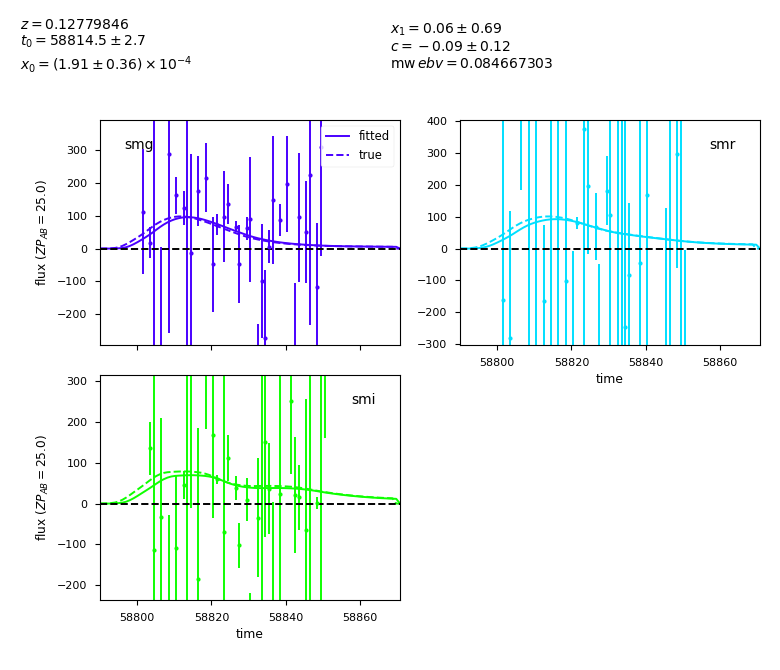 z = 0.12779846
t₀ = 58814.5 ± 2.7
x₀ = (1.91 ± 0.36) × 10⁻⁴
x₁ = 0.06 ± 0.69
c = −0.09 ± 0.12
mw ebv = 0.084667303
smg
fitted
true
300
200
100
0
−100
−200
flux (ZP_AB = 25.0)
smr
400
300
200
100
0
−100
−200
−300
58800 58820 58840 58860
time
smi
300
200
100
0
−100
−200
flux (ZP_AB = 25.0)
58800 58820 58840 58860
time